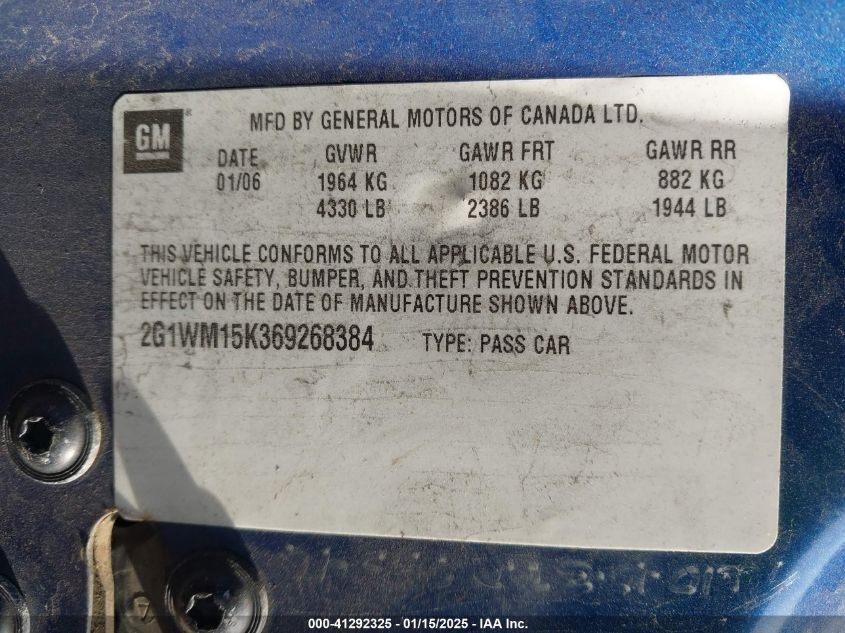 GM
MFD BY GENERAL MOTORS OF CANADA LTD.
DATE GVWR GAWR FRT GAWR RR
01/06 1964 KG 1082 KG 882 KG
4330 LB 2386 LB 1944 LB
THIS VEHICLE CONFORMS TO ALL APPLICABLE U.S. FEDERAL MOTOR
VEHICLE SAFETY, BUMPER, AND THEFT PREVENTION STANDARDS IN
EFFECT ON THE DATE OF MANUFACTURE SHOWN ABOVE.
2G1WM15K369268384 TYPE: PASS CAR
000-41292325 - 01/15/2025 - IAA Inc.